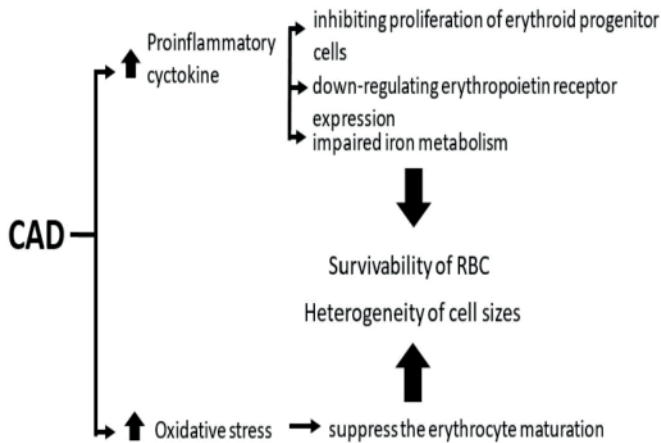 inhibiting proliferation of erythroid progenitor
cells
Proinflammatory
cyctokine
down-regulating erythropoietin receptor
expression
impaired iron metabolism
CAD
Survivability of RBC
Heterogeneity of cell sizes
Oxidative stress
suppress the erythrocyte maturation